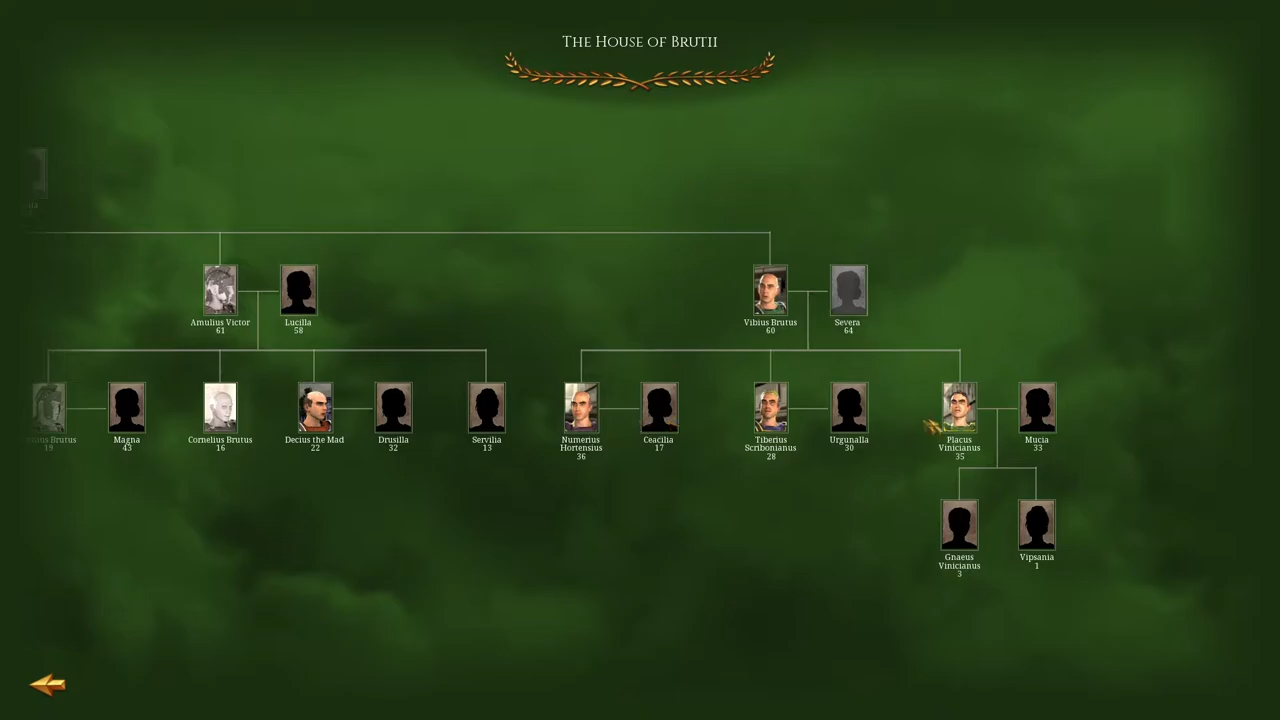 THE HOUSE OF BRUTII
Amulius Victor
61
Lucilla
58
Vibius Brutus
60
Severa
64
Brutus
19
Magna
43
Cornelius Brutus
16
Decius the Mad
22
Drusilla
32
Servilia
13
Numerius
Hortensius
36
Ceacilia
17
Tiberius
Scribonianus
28
Urgunalla
30
Placus
Vinicianus
35
Mucia
33
Gnaeus
Vinicianus
3
Vipsania
1